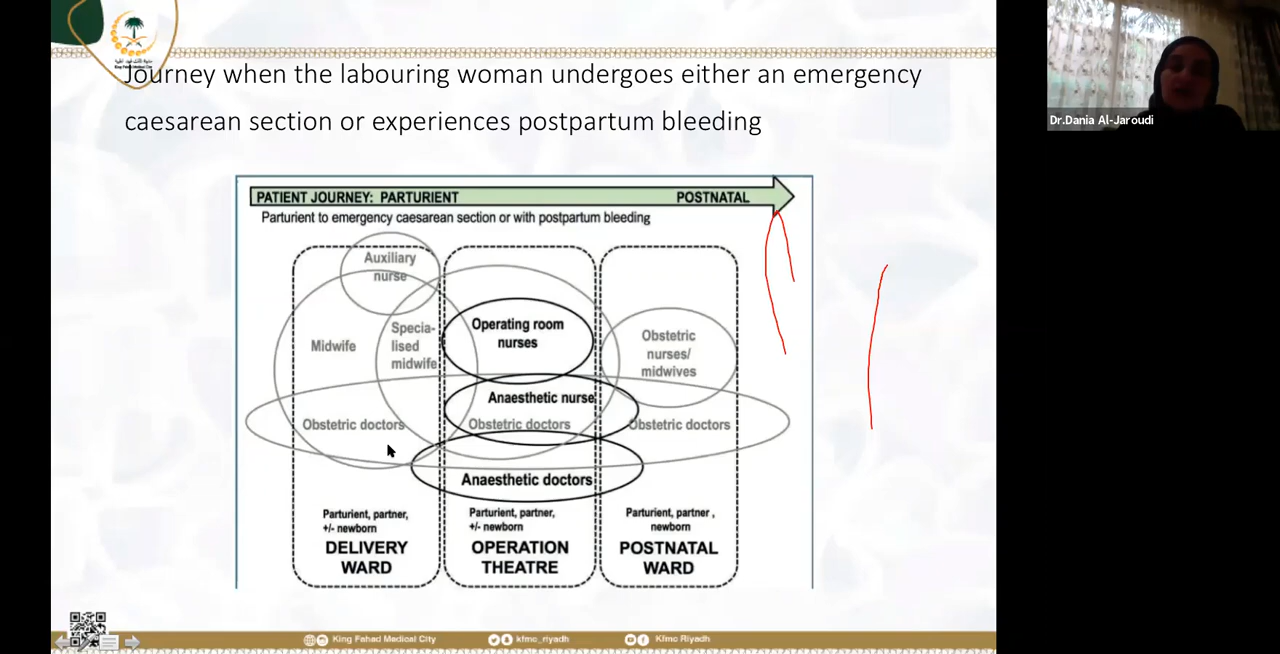 Journey when the labouring woman undergoes either an emergency
caesarean section or experiences postpartum bleeding
Dr.Dania Al-Jaroudi
PATIENT JOURNEY: PARTURIENT POSTNATAL
Parturient to emergency caesarean section or with postpartum bleeding
Auxiliary
nurse
Midwife
Specia-
lised
midwife
Operating room
nurses
Obstetric
nurses/
midwives
Anaesthetic nurse
Obstetric doctors
Obstetric doctors
Obstetric doctors
Anaesthetic doctors
Parturient, partner,
+/- newborn
DELIVERY
WARD
Parturient, partner,
+/- newborn
OPERATION
THEATRE
Parturient, partner ,
newborn
POSTNATAL
WARD
King Fahad Medical City
kfmc_riyadh
Kfmc Riyadh